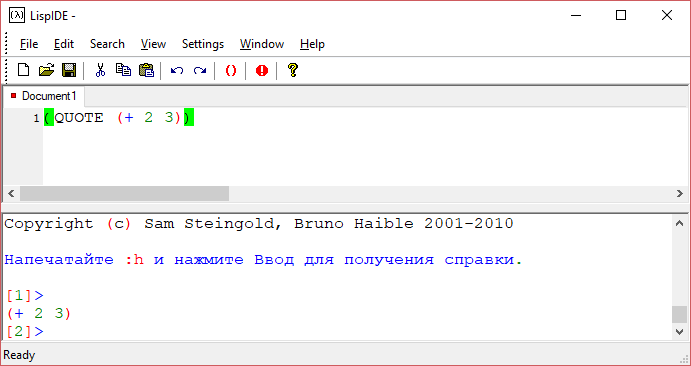 (λ) LispIDE -
File Edit Search View Settings Window Help
() ?
Document1
1 (QUOTE (+ 2 3))
Copyright (c) Sam Steingold, Bruno Haible 2001-2010
Напечатайте :h и нажмите Ввод для получения справки.
[1]>
(+ 2 3)
[2]>
Ready